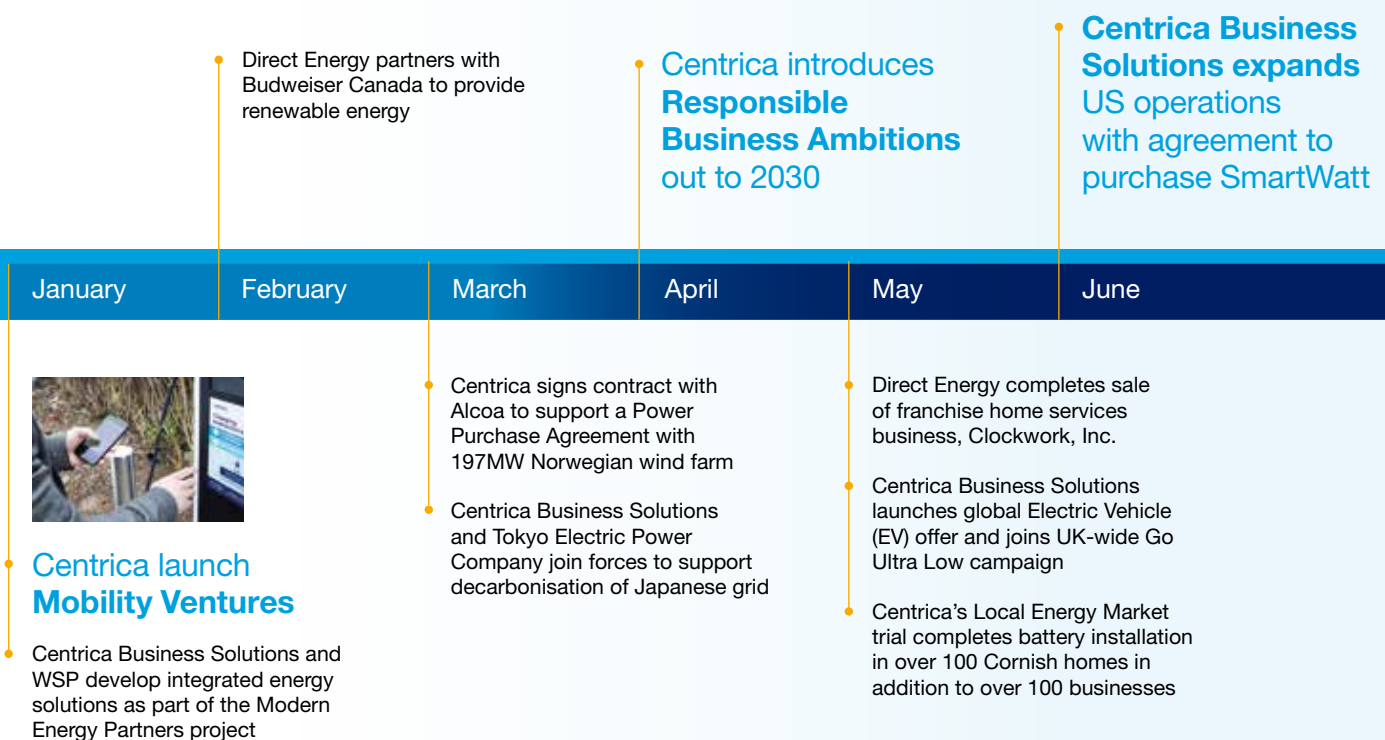 Direct Energy partners with
Budweiser Canada to provide
renewable energy
Centrica introduces
Responsible
Business Ambitions
out to 2030
Centrica Business
Solutions expands
US operations
with agreement to
purchase SmartWatt
January
February
March
April
May
June
Centrica launch
Mobility Ventures
Centrica Business Solutions and
WSP develop integrated energy
solutions as part of the Modern
Energy Partners project
Centrica signs contract with
Alcoa to support a Power
Purchase Agreement with
197MW Norwegian wind farm
Centrica Business Solutions
and Tokyo Electric Power
Company join forces to support
decarbonisation of Japanese grid
Direct Energy completes sale
of franchise home services
business, Clockwork, Inc.
Centrica Business Solutions
launches global Electric Vehicle
(EV) offer and joins UK-wide Go
Ultra Low campaign
Centrica’s Local Energy Market
trial completes battery installation
in over 100 Cornish homes in
addition to over 100 businesses